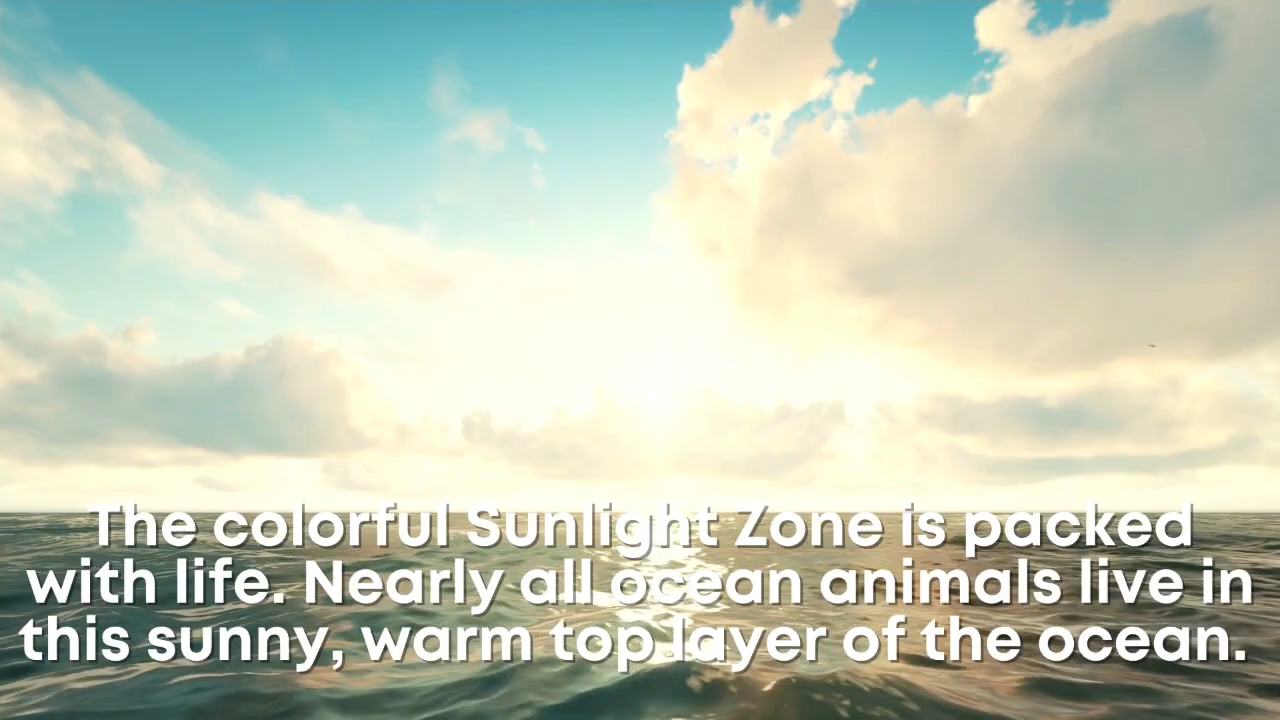 The colorful Sunlight Zone is packed
with life. Nearly all ocean animals live in
this sunny, warm top layer of the ocean.